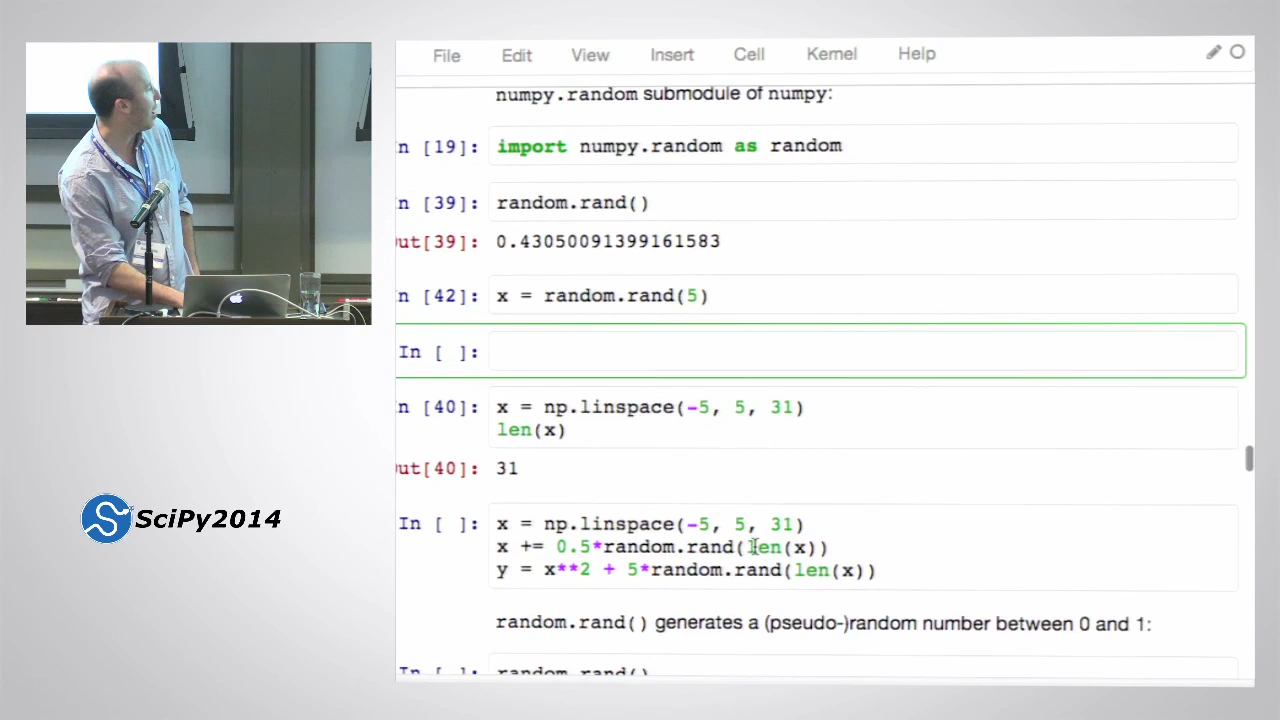 File Edit View Insert Cell Kernel Help
numpy.random submodule of numpy:
n [19]: import numpy.random as random
n [39]: random.rand()
ut[39]: 0.43050091399161583
n [42]: x = random.rand(5)
In [ ]:
n [40]: x = np.linspace(-5, 5, 31)
len(x)
ut[40]: 31
In [ ]: x = np.linspace(-5, 5, 31)
x += 0.5*random.rand(len(x))
y = x**2 + 5*random.rand(len(x))
random.rand() generates a (pseudo-)random number between 0 and 1:
In [ ]: random.rand()
SciPy2014